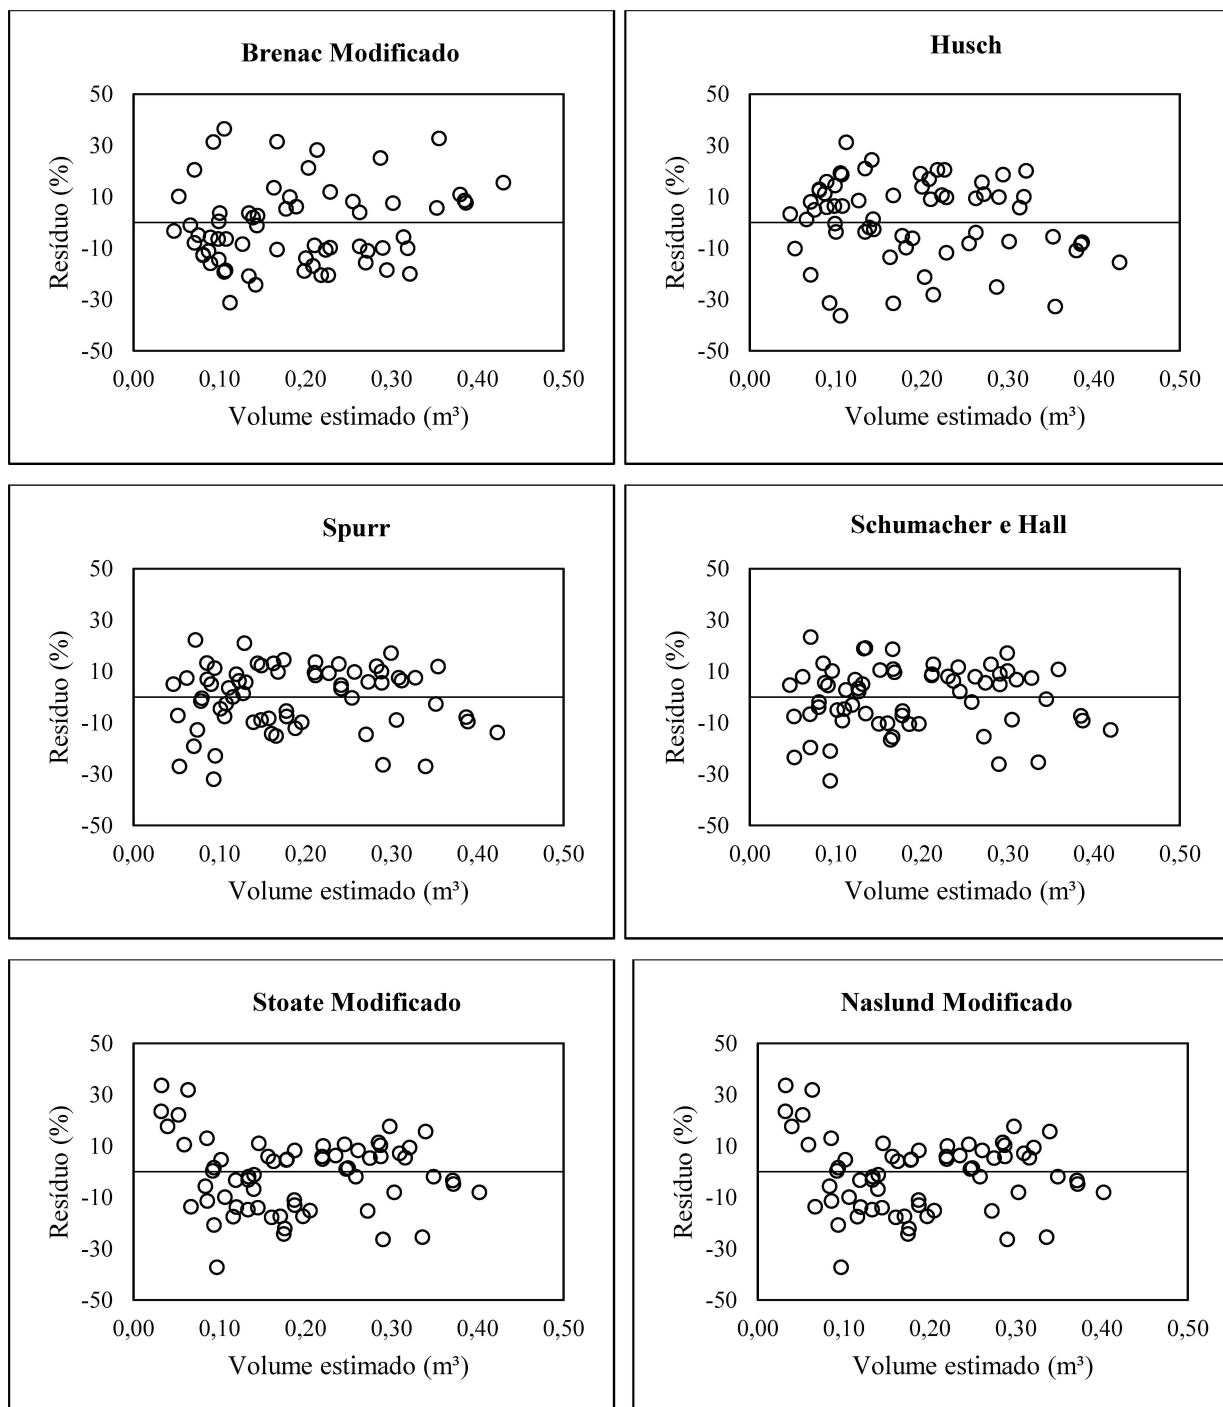 Brenac Modificado
50
30
10
-10
-30
-50
Resíduo (%)
0,00 0,10 0,20 0,30 0,40 0,50
Volume estimado (m³)
Husch
50
30
10
-10
-30
-50
Resíduo (%)
0,00 0,10 0,20 0,30 0,40 0,50
Volume estimado (m³)
Spurr
50
30
10
-10
-30
-50
Resíduo (%)
0,00 0,10 0,20 0,30 0,40 0,50
Volume estimado (m³)
Schumacher e Hall
50
30
10
-10
-30
-50
Resíduo (%)
0,00 0,10 0,20 0,30 0,40 0,50
Volume estimado (m³)
Stoate Modificado
50
30
10
-10
-30
-50
Resíduo (%)
0,00 0,10 0,20 0,30 0,40 0,50
Volume estimado (m³)
Naslund Modificado
50
30
10
-10
-30
-50
Resíduo (%)
0,00 0,10 0,20 0,30 0,40 0,50
Volume estimado (m³)